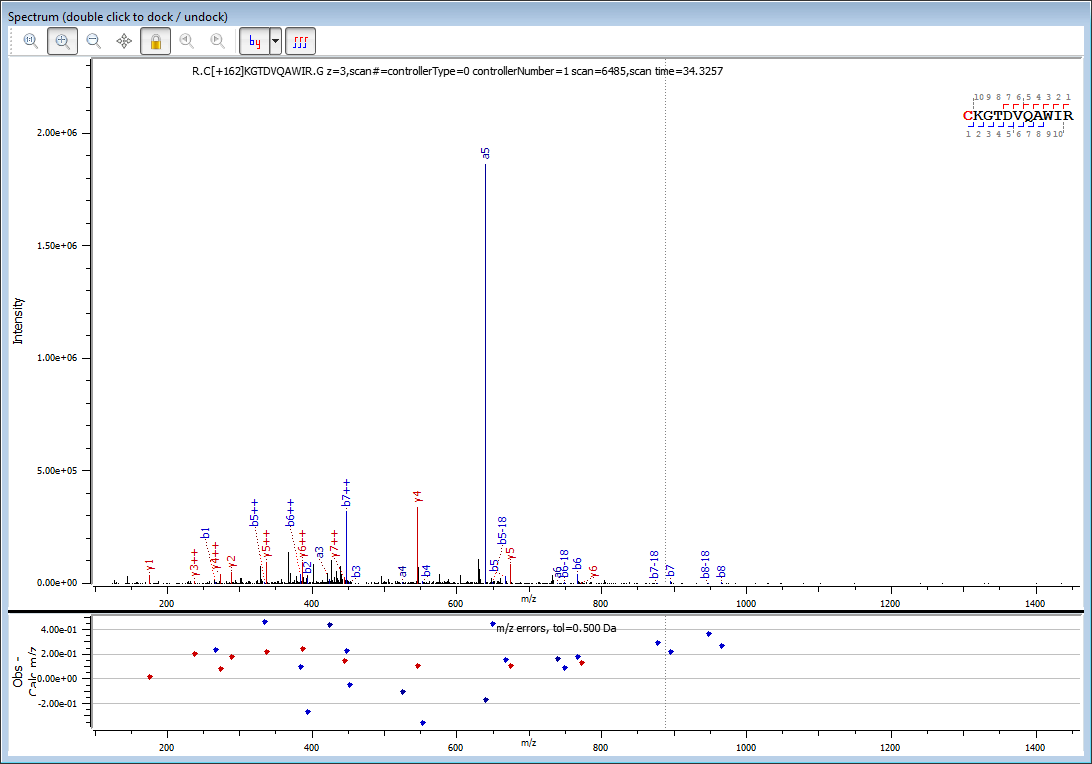 Spectrum (double click to dock / undock)
by
R.C[+162]KGTDVQAWIR.G z=3,scan#=controllerType=0 controllerNumber=1 scan=6485,scan time=34.3257
10 9 8 7 6 5 4 3 2 1
CKGTDVQAWIR
1 2 3 4 5 6 7 8 9 10
Intensity
2.00e+06
1.50e+06
1.00e+06
5.00e+05
0.00e+00
y1
y3++
b1
y4++
y2
b5++
y5++
b6++
y6++
b2
a3
y7++
b7++
b3
a4
y4
b4
a5
b5
b5-18
y5
a6
b6-18
b6
y6
b7-18
b7
b8-18
b8
200 400 600 800 1000 1200 1400
m/z
m/z errors, tol=0.500 Da
Obs -
Calc m/z
4.00e-01
2.00e-01
0.00e+00
-2.00e-01
200 400 600 800 1000 1200 1400
m/z